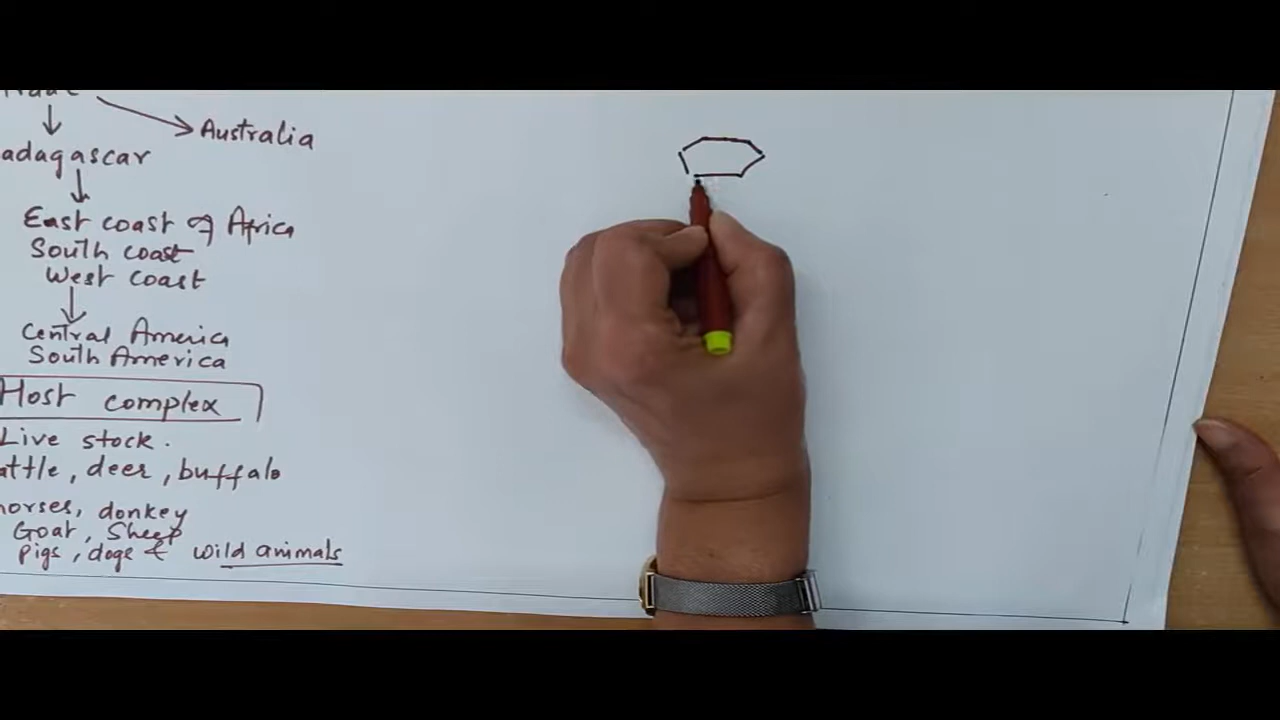 Australia
adagascar
East coast of Africa
South coast
West coast
Central America
South America
Host complex
Live stock.
attle, deer, buffalo
horses, donkey
Goat, Sheep
pigs, dogs & wild animals